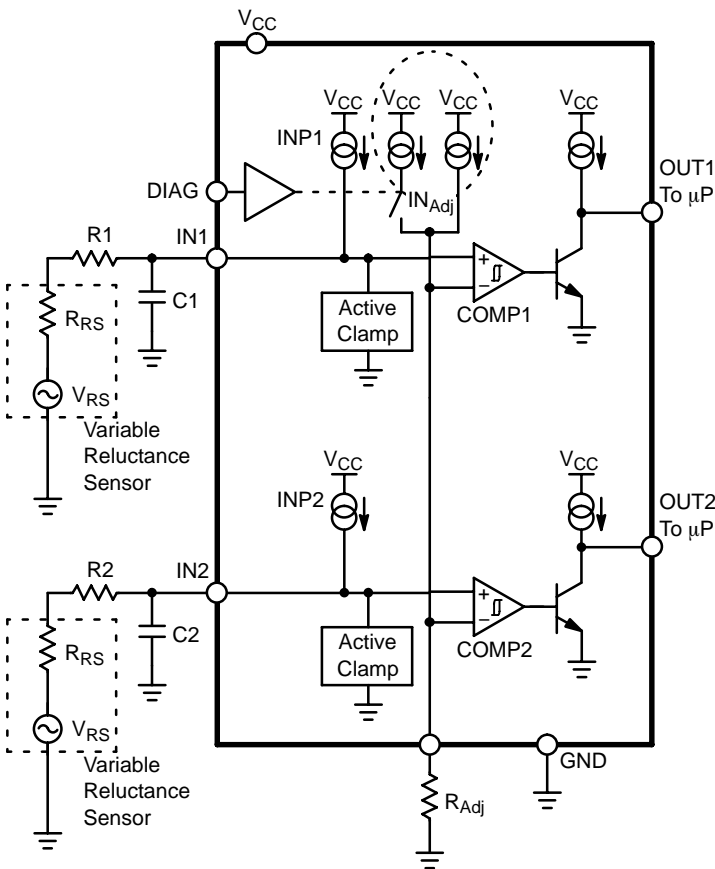 VCC
VCC
VCC
VCC
VCC
INP1
DIAG
INAdj
OUT1
To μP
R1
IN1
C1
+
−
COMP1
RRS
Active
Clamp
VRS
Variable
Reluctance
Sensor
VCC
VCC
INP2
OUT2
To μP
R2
IN2
C2
+
−
COMP2
RRS
Active
Clamp
VRS
GND
Variable
Reluctance
Sensor
RAdj